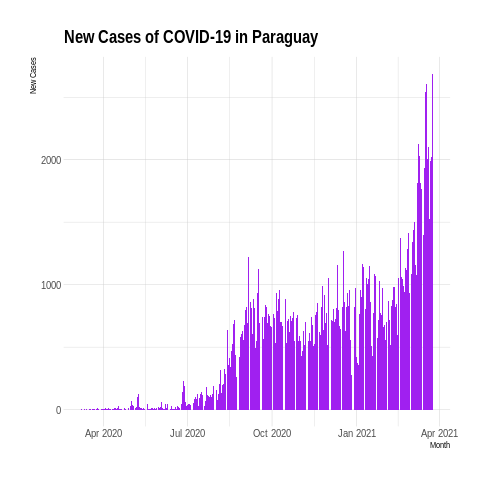 New Cases of COVID-19 in Paraguay
New Cases
2000
1000
0
Apr 2020 Jul 2020 Oct 2020 Jan 2021 Apr 2021
Month